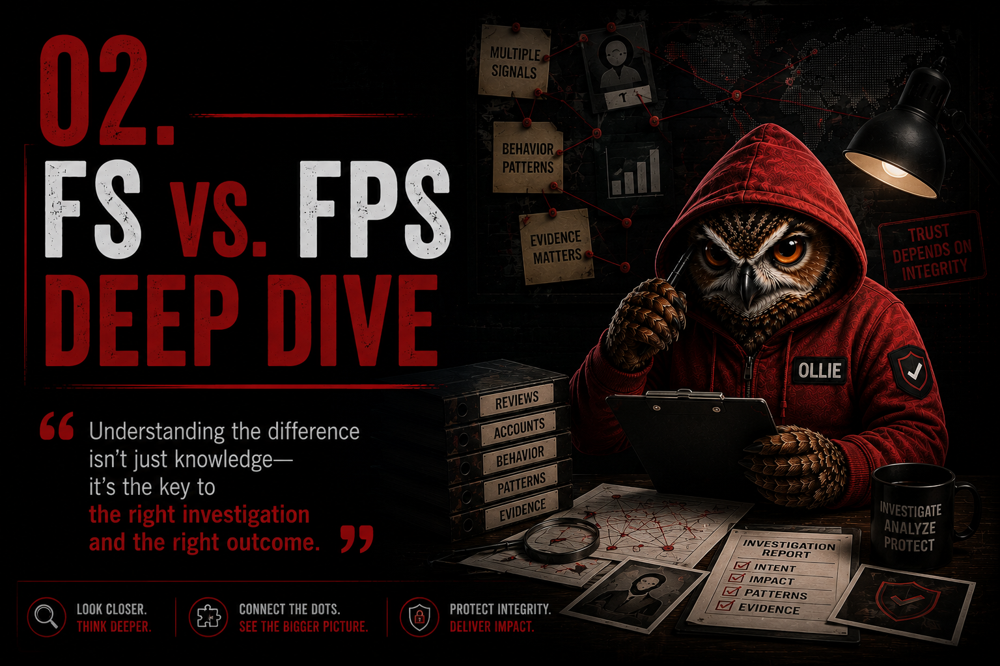 02.
FS vs. FPS
DEEP DIVE
“Understanding the difference
isn’t just knowledge—
it’s the key to
the right investigation
and the right outcome.”
LOOK CLOSER.
THINK DEEPER.
CONNECT THE DOTS.
SEE THE BIGGER PICTURE.
PROTECT INTEGRITY.
DELIVER IMPACT.
MULTIPLE
SIGNALS
BEHAVIOR
PATTERNS
EVIDENCE
MATTERS
TRUST
DEPENDS ON
INTEGRITY
OLLIE
REVIEWS
ACCOUNTS
BEHAVIOR
PATTERNS
EVIDENCE
INVESTIGATION
REPORT
INTENT
IMPACT
PATTERNS
EVIDENCE
INVESTIGATE
ANALYZE
PROTECT